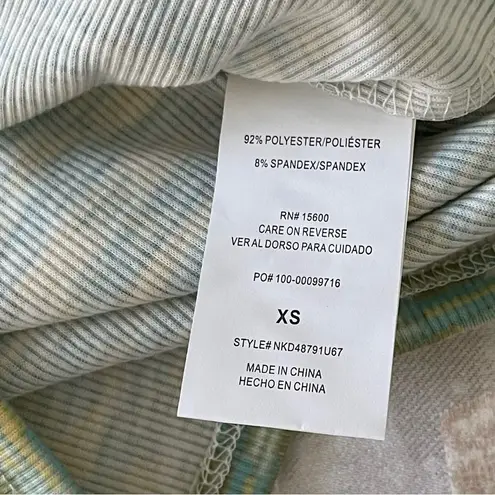 92% POLYESTER/POLIÉSTER
8% SPANDEX/SPANDEX
RN# 15600
CARE ON REVERSE
VER AL DORSO PARA CUIDADO
PO# 100-00099716
XS
STYLE# NKD48791U67
MADE IN CHINA
HECHO EN CHINA